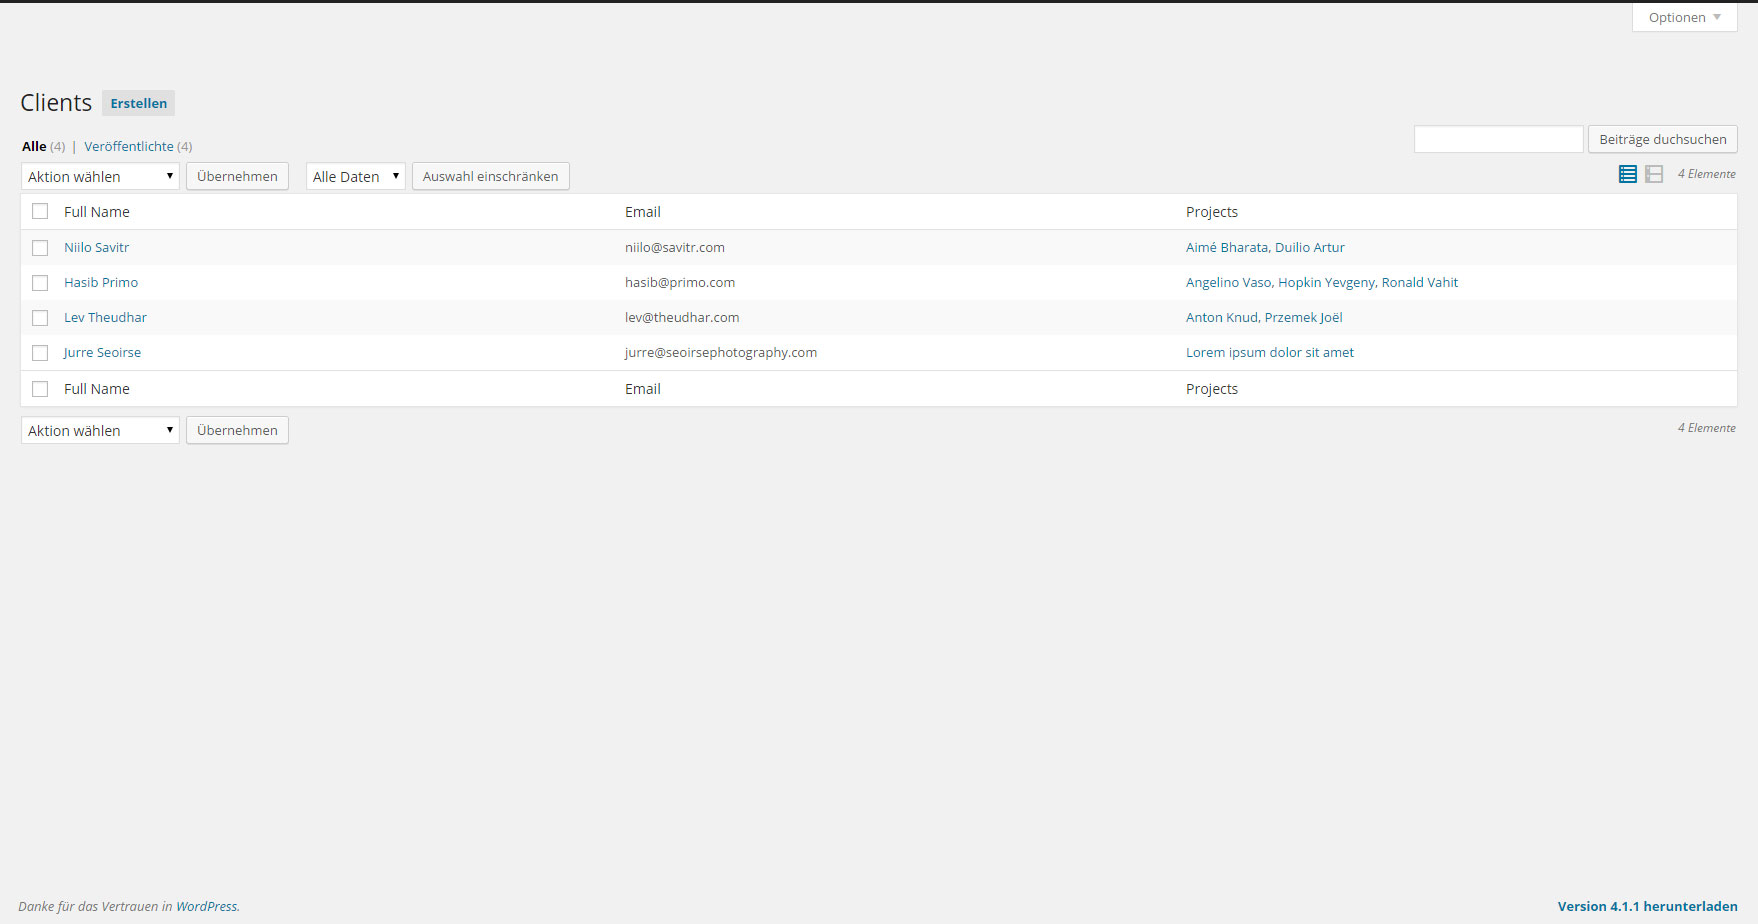 Optionen
Clients Erstellen
Alle (4) | Veröffentlichte (4)
Beiträge duchsuchen
Aktion wählen Übernehmen Alle Daten Auswahl einschränken 4 Elemente
Full Name Email Projects
Niilo Savitr niilo@savitr.com Aimé Bharata, Duilio Artur
Hasib Primo hasib@primo.com Angelino Vaso, Hopkin Yevgeny, Ronald Vahit
Lev Theudhar lev@theudhar.com Anton Knud, Przemek Joël
Jurre Seoirse jurre@seoirsephotography.com Lorem ipsum dolor sit amet
Full Name Email Projects
Aktion wählen Übernehmen 4 Elemente
Danke für das Vertrauen in WordPress. Version 4.1.1 herunterladen